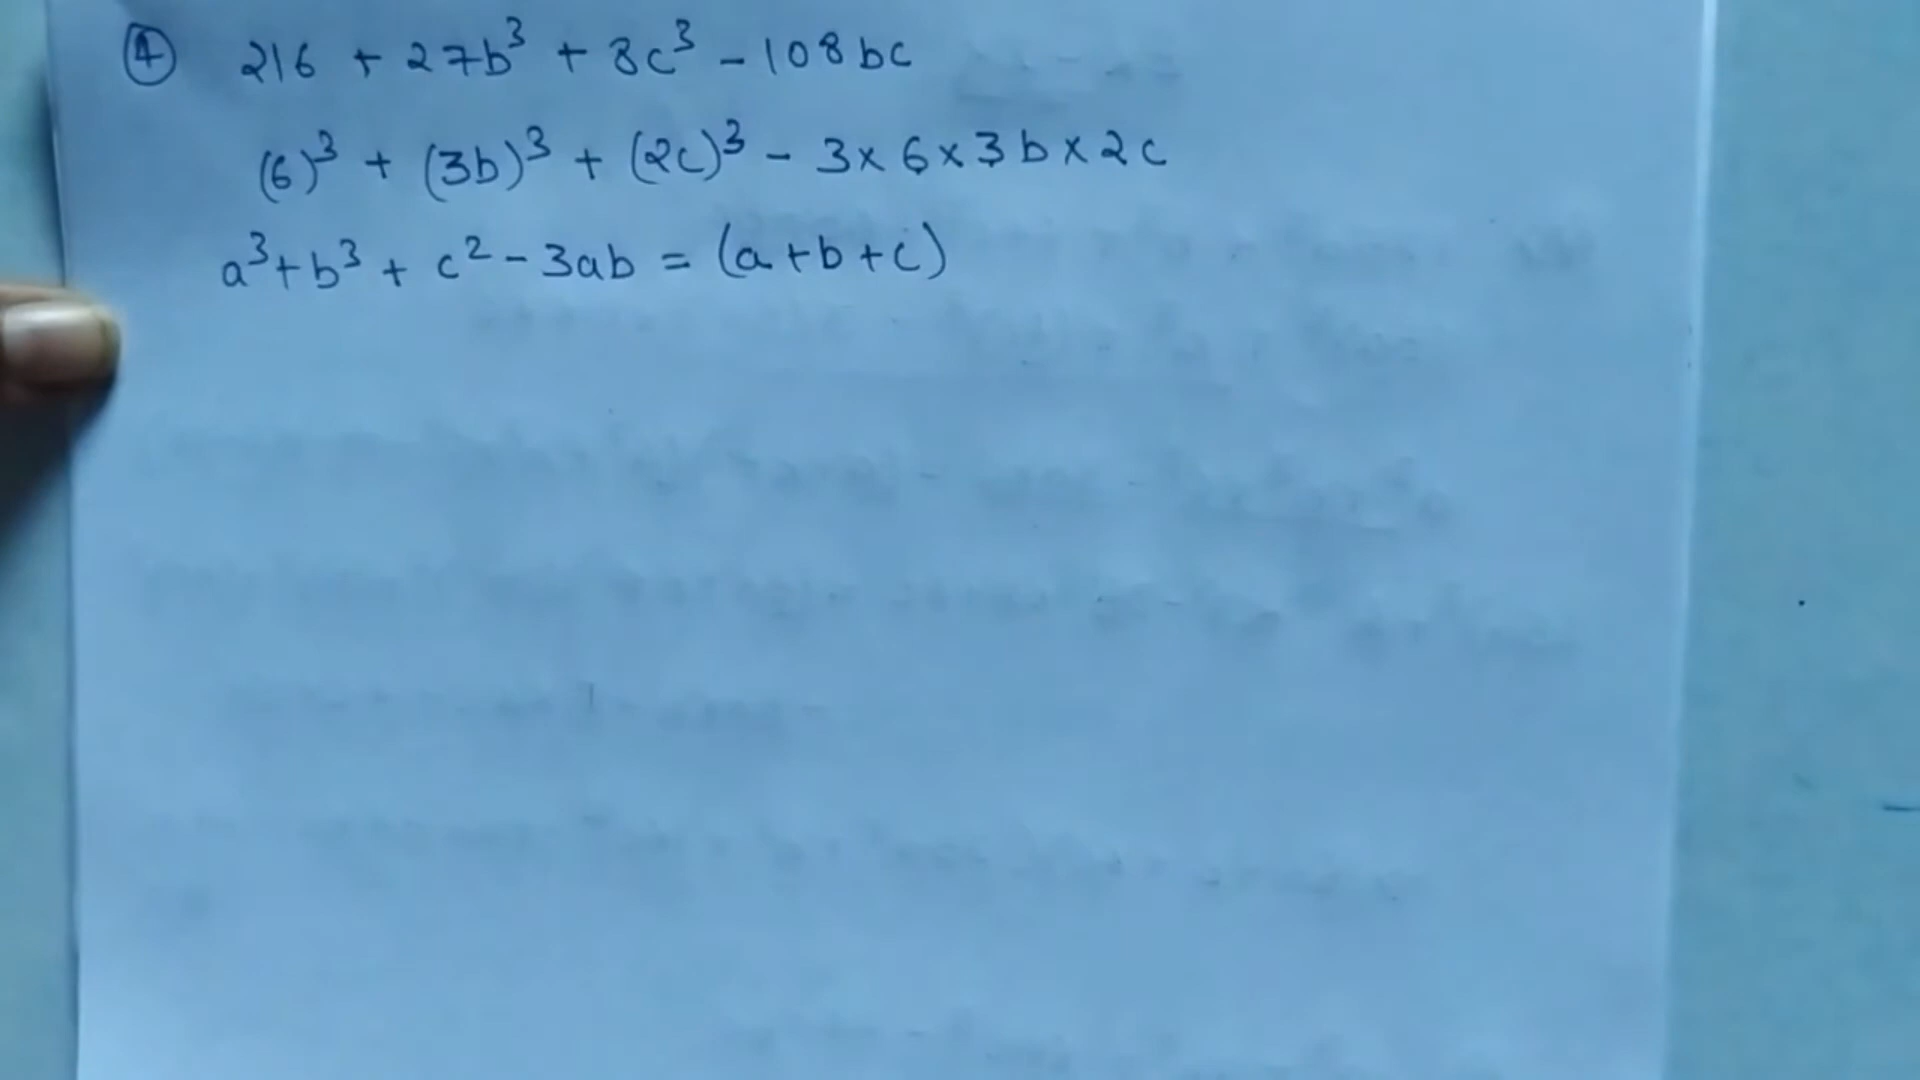 ④ 216 + 27b³ + 8c³ - 108bc
(6)³ + (3b)³ + (2c)³ - 3 × 6 × 3b × 2c
a³ + b³ + c² - 3ab = (a + b + c)